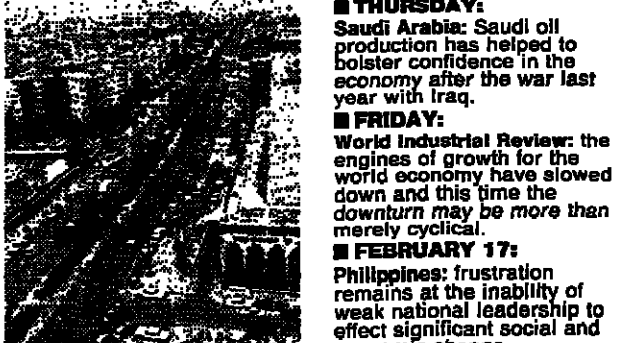 ■ THURSDAY:
Saudi Arabia: Saudi oil
production has helped to
bolster confidence in the
economy after the war last
year with Iraq.
■ FRIDAY:
World Industrial Review: the
engines of growth for the
world economy have slowed
down and this time the
downturn may be more than
merely cyclical.
■ FEBRUARY 17:
Philippines: frustration
remains at the inability of
weak national leadership to
effect significant social and